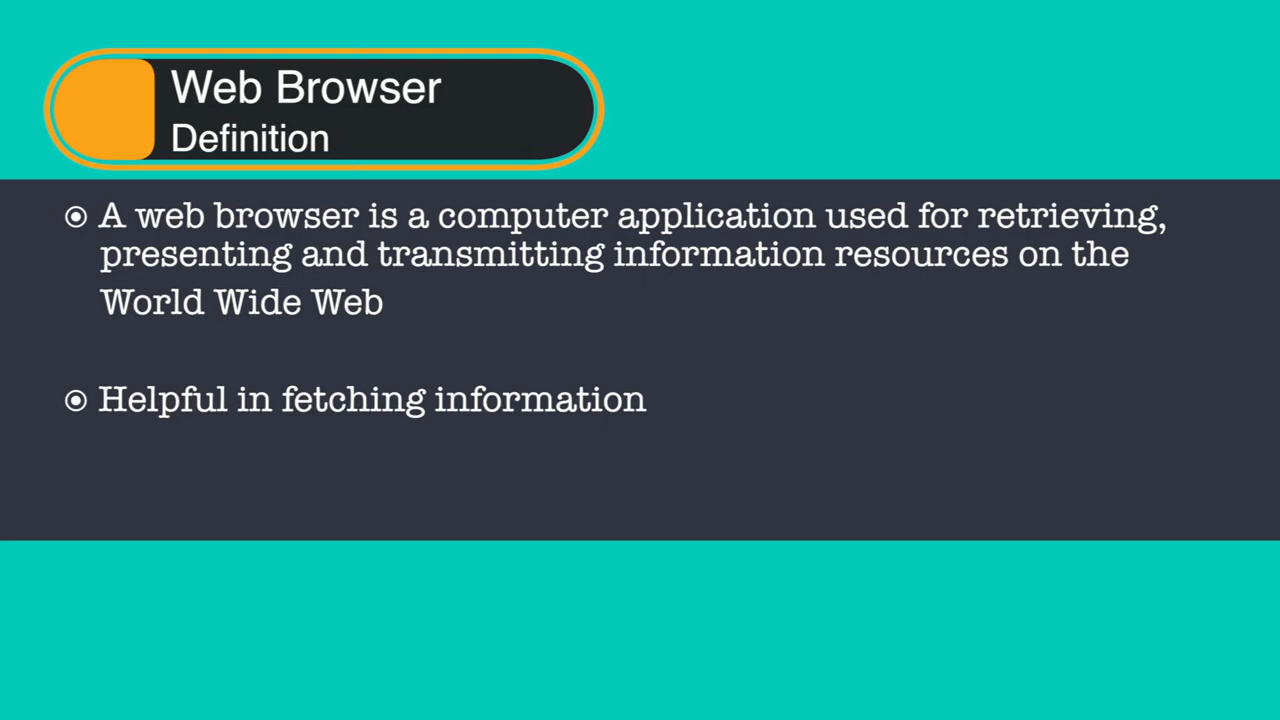 Web Browser
Definition
⦿ A web browser is a computer application used for retrieving,
presenting and transmitting information resources on the
World Wide Web
⦿ Helpful in fetching information